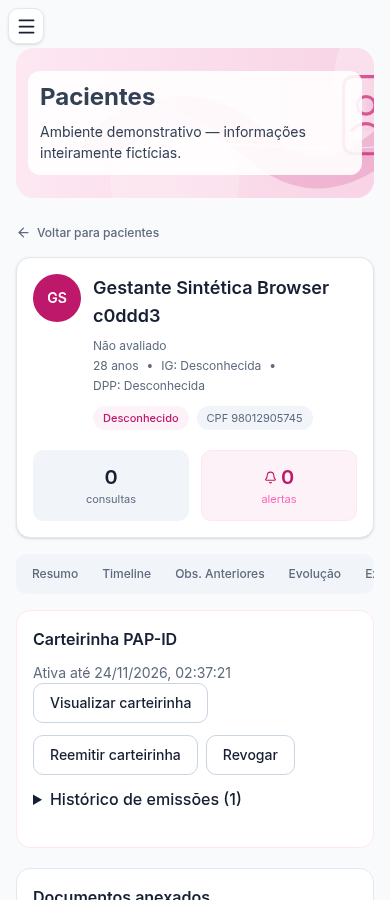 Pacientes
Ambiente demonstrativo — informações
inteiramente fictícias.
Voltar para pacientes
GS
Gestante Sintética Browser
c0ddd3
Não avaliado
28 anos • IG: Desconhecida •
DPP: Desconhecida
Desconhecido
CPF 98012905745
0
consultas
0
alertas
Resumo Timeline Obs. Anteriores Evolução
Carteirinha PAP-ID
Ativa até 24/11/2026, 02:37:21
Visualizar carteirinha
Reemitir carteirinha Revogar
Histórico de emissões (1)
Documentos anexados